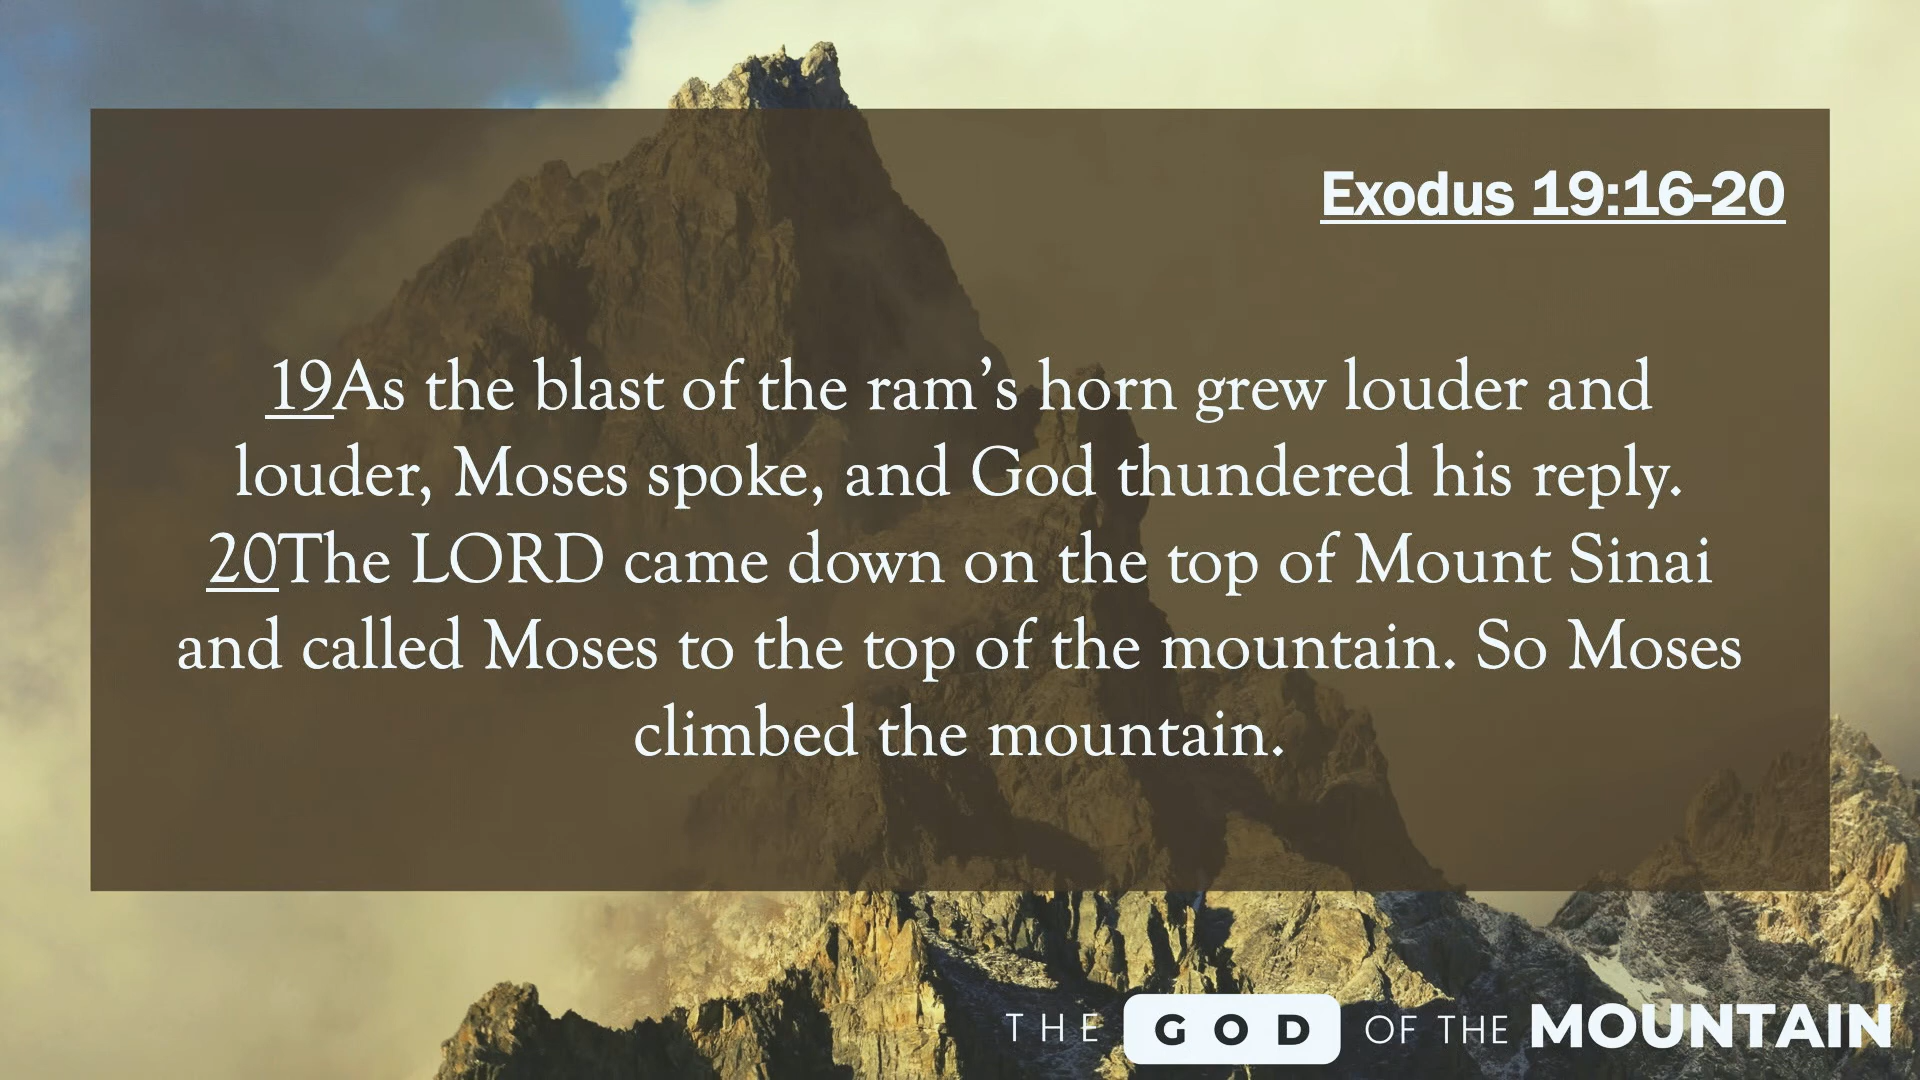 Exodus 19:16-20
19As the blast of the ram’s horn grew louder and
louder, Moses spoke, and God thundered his reply.
20The LORD came down on the top of Mount Sinai
and called Moses to the top of the mountain. So Moses
climbed the mountain.
THE GOD OF THE MOUNTAIN